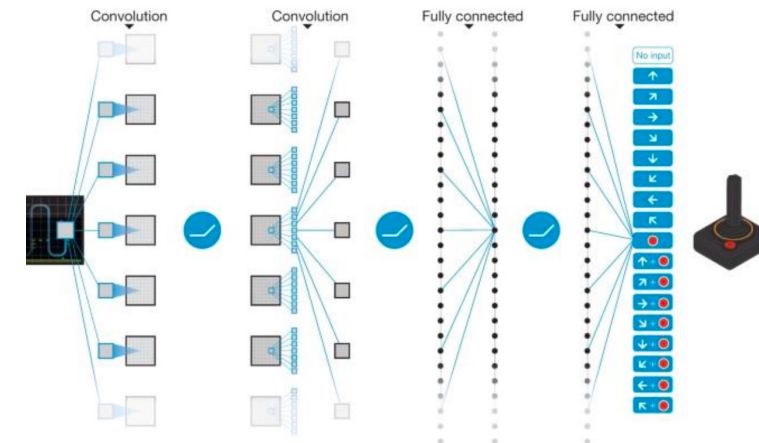 Convolution
Convolution
Fully connected
Fully connected
No input
+
+
+
+
+
+
+
+